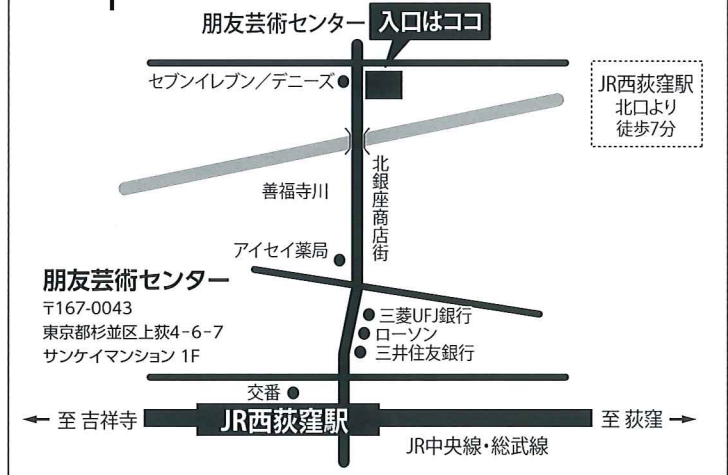 朋友芸術センター
入口はココ
セブンイレブン／デニーズ
JR西荻窪駅
北口より
徒歩7分
善福寺川
北銀座商店街
アイセイ薬局
朋友芸術センター
〒167-0043
東京都杉並区上荻4-6-7
サンケイマンション 1F
三菱UFJ銀行
ローソン
三井住友銀行
交番
← 至 吉祥寺
JR西荻窪駅
至 荻窪 →
JR中央線・総武線